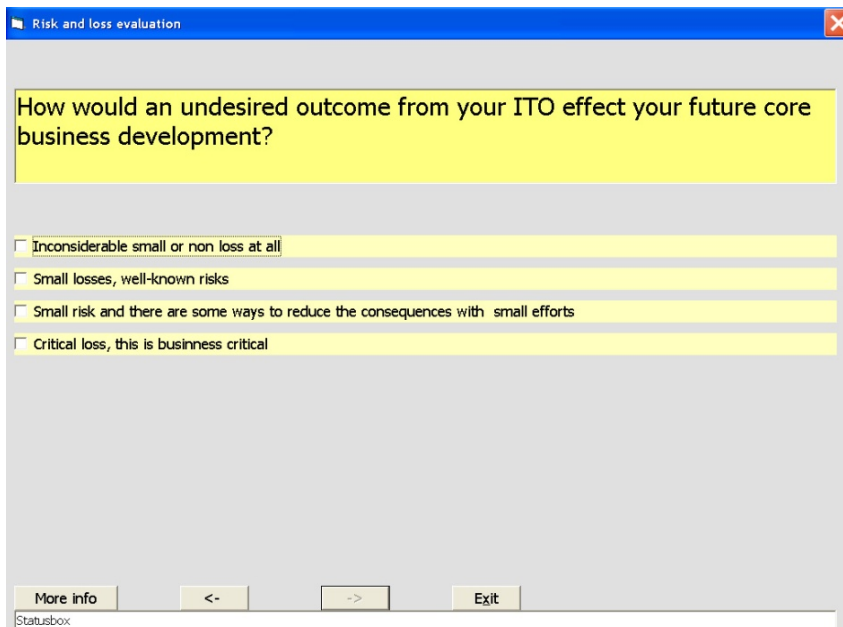 Risk and loss evaluation
How would an undesired outcome from your ITO effect your future core
business development?
Inconsiderable small or non loss at all
Small losses, well-known risks
Small risk and there are some ways to reduce the consequences with  small efforts
Critical loss, this is businness critical
More info <- -> Exit
Statusbox